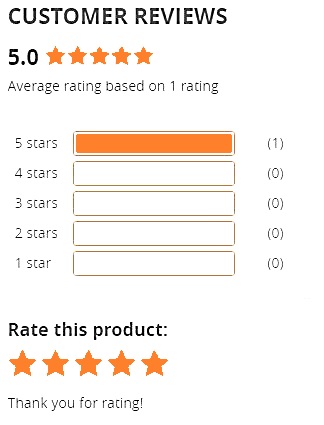 CUSTOMER REVIEWS
5.0
Average rating based on 1 rating
5 stars (1)
4 stars (0)
3 stars (0)
2 stars (0)
1 star (0)
Rate this product:
Thank you for rating!